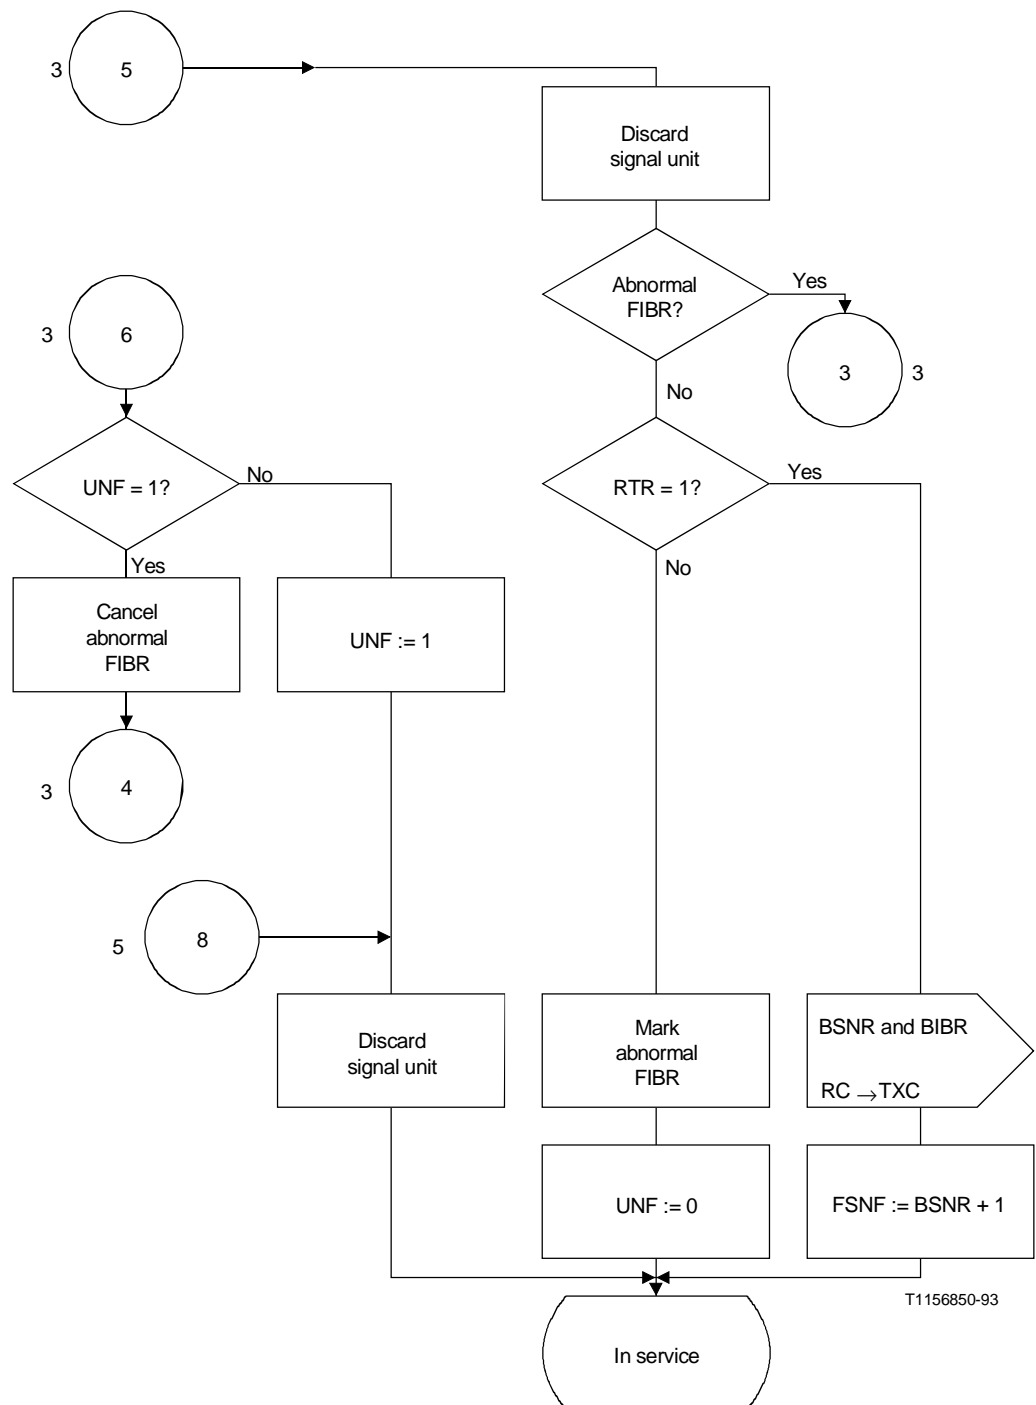 3
5
Discard
signal unit
Abnormal
FIBR?
Yes
3
6
3
3
No
UNF = 1?
No
RTR = 1?
Yes
Yes
No
Cancel
abnormal
FIBR
UNF := 1
3
4
5
8
Discard
signal unit
Mark
abnormal
FIBR
BSNR and BIBR
RC → TXC
UNF := 0
FSNF := BSNR + 1
T1156850-93
In service